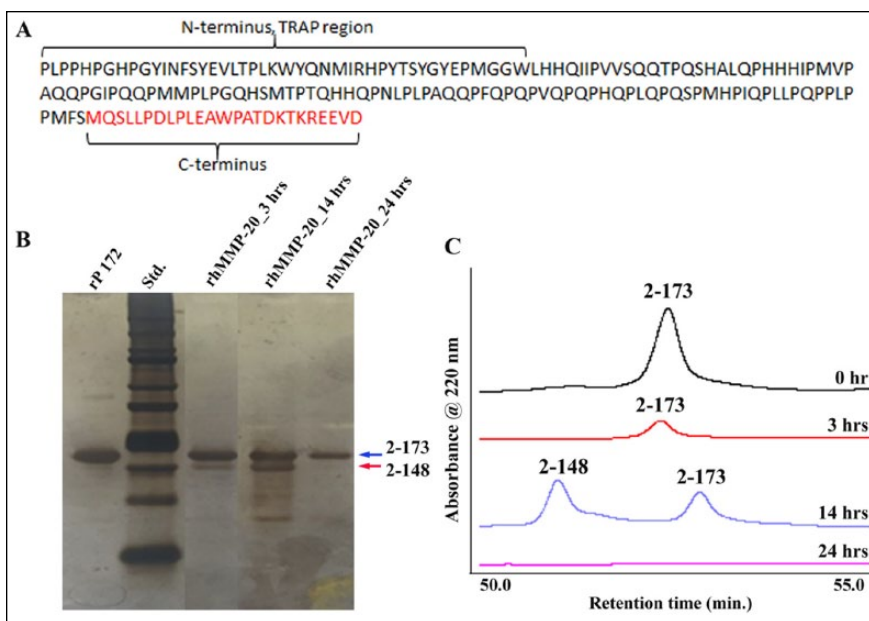 A
N-terminus, TRAP region
PLPPHPGHPGYINFSYEVLTPLKWYQNMIRHPYTSYGYEPMGGWLHHQIIPVVSQQTPQSHALQPHHHIPMVP
AQQPGIPQQPMMPLPGQHSMTPTQHHQPNLPLPAQQPFQPQPVQPQPHQPLQPQSPMHPIQPLLPQPPLP
PMFSMQSLLPDLPLEAWPATDKTKREEVD
C-terminus
B
rP 172
Std.
rhMMP-20_3 hrs
rhMMP-20_14 hrs
rhMMP-20_24 hrs
2-173
2-148
C
Absorbance @ 220 nm
2-173
0 hr
2-173
3 hrs
2-148
2-173
14 hrs
24 hrs
50.0
55.0
Retention time (min.)